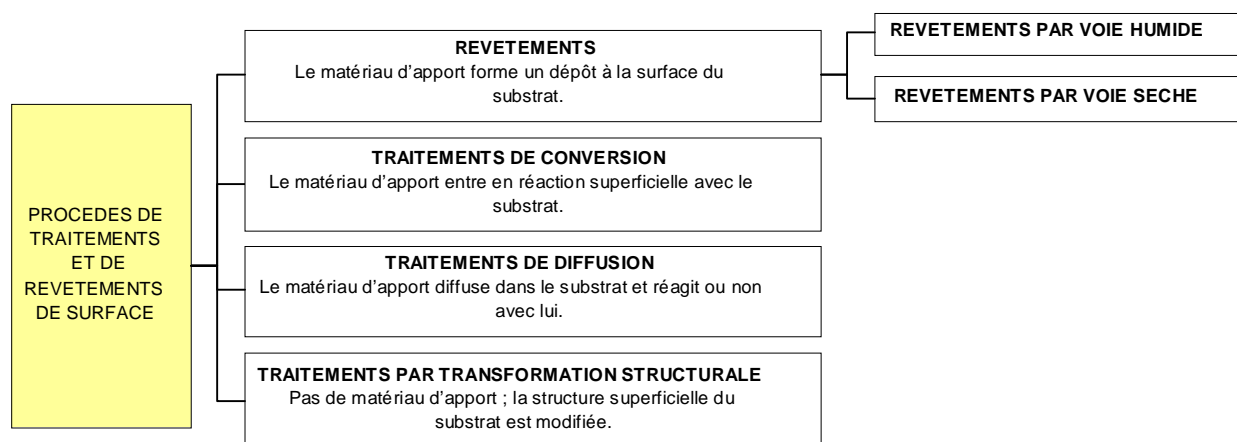 PROCEDES DE
TRAITEMENTS
ET DE
REVETEMENTS
DE SURFACE
REVETEMENTS
Le matériau d'apport forme un dépôt à la surface du
substrat.
TRAITEMENTS DE CONVERSION
Le matériau d'apport entre en réaction superficielle avec le
substrat.
TRAITEMENTS DE DIFFUSION
Le matériau d'apport diffuse dans le substrat et réagit ou non
avec lui.
TRAITEMENTS PAR TRANSFORMATION STRUCTURALE
Pas de matériau d'apport ; la structure superficielle du
substrat est modifiée.
REVETEMENTS PAR VOIE HUMIDE
REVETEMENTS PAR VOIE SECHE